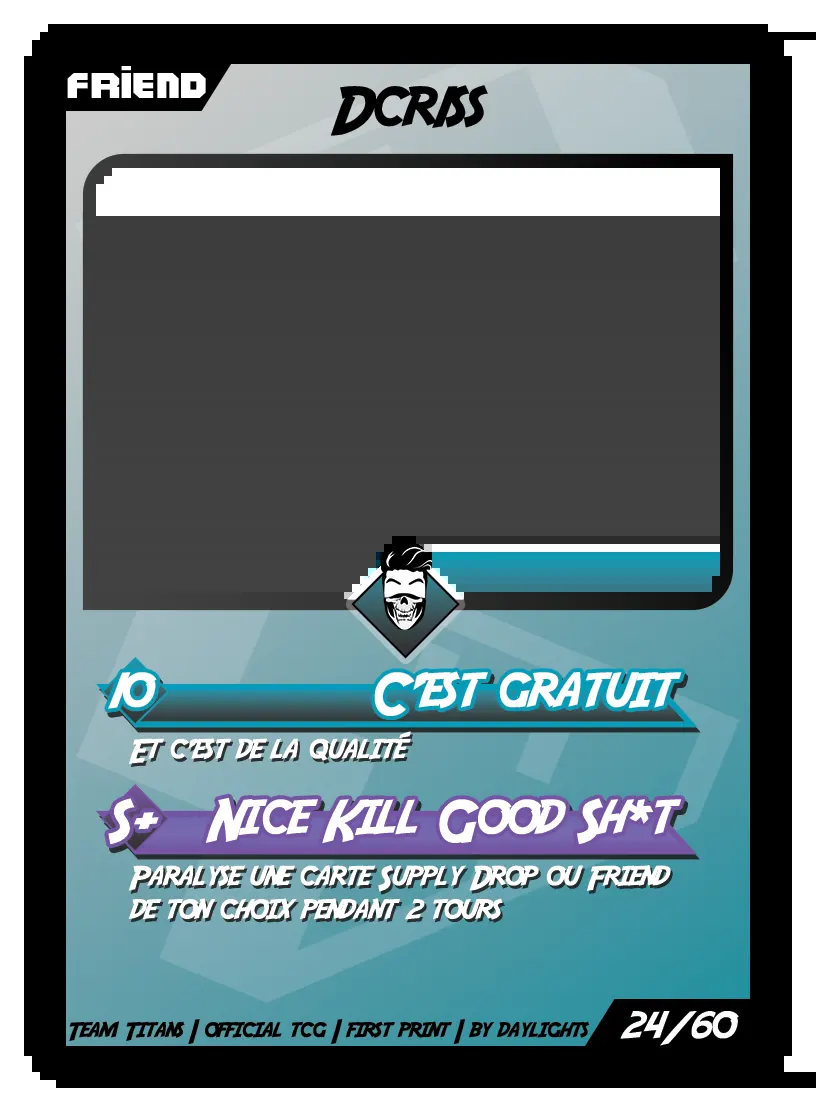 FRIEND
DCRISS
10 C'EST GRATUIT
ET C'EST DE LA QUALITÉ
S+ NICE KILL GOOD SH*T
PARALYSE UNE CARTE SUPPLY DROP OU FRIEND
DE TON CHOIX PENDANT 2 TOURS
TEAM TITANS | OFFICIAL TCG | FIRST PRINT | BY DAYLIGHTS
24/60